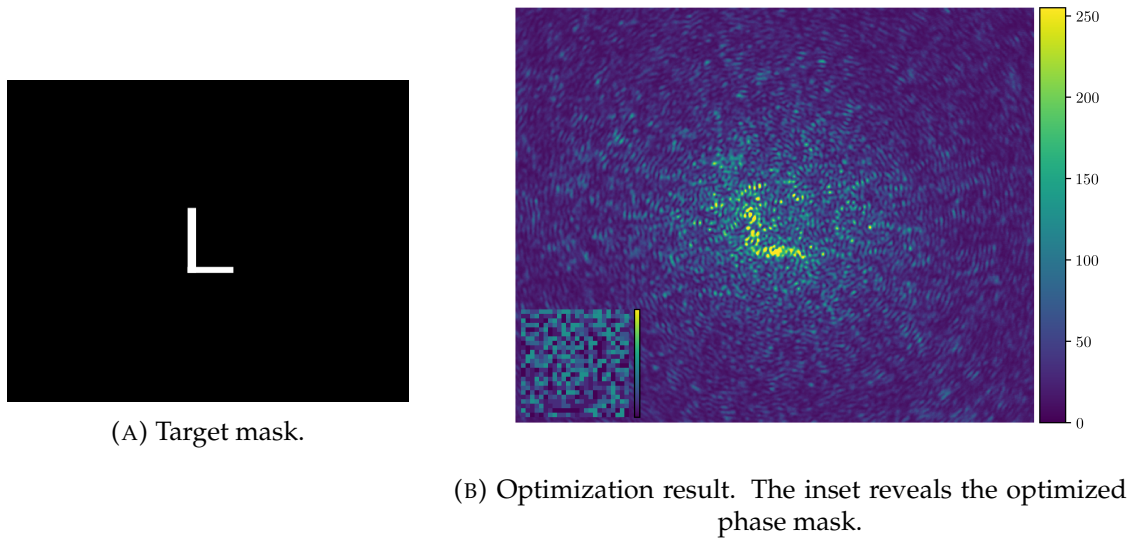 250
200
150
100
50
0
(A) Target mask.
(B) Optimization result. The inset reveals the optimized
phase mask.